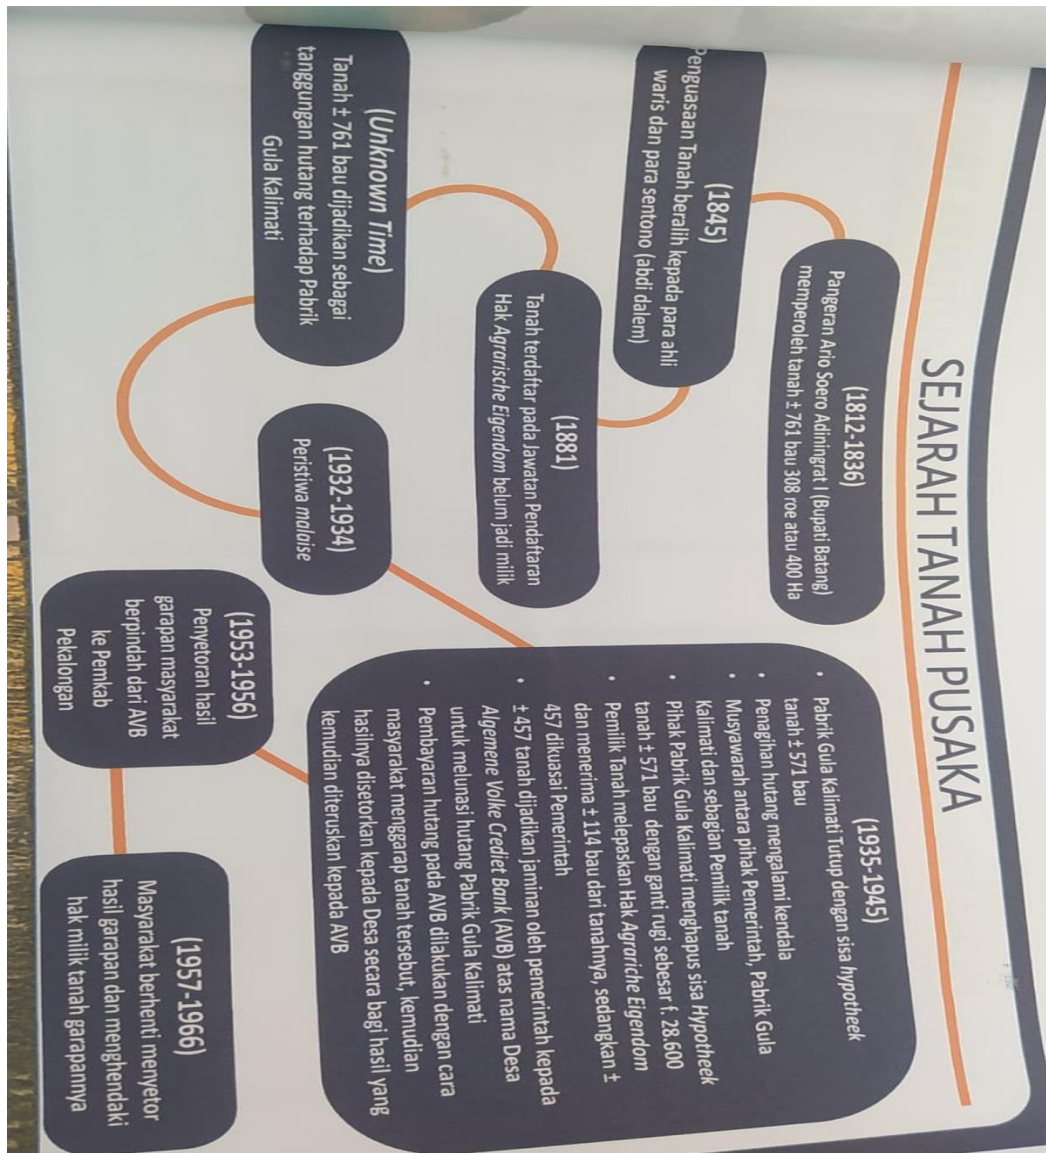 SEJARAH TANAH PUSAKA
(1812-1836)
Pangeran Ario Soero Adiningrat I (Bupati Batang)
memperoleh tanah ± 761 bau 308 roe atau 400 Ha
(1845)
Penguasaan Tanah beralih kepada para ahli
waris dan para sentono (abdi dalem)
(1881)
Tanah terdaftar pada Jawatan Pendaftaran
Hak Agrarische Eigendom belum jadi milik
(Unknown Time)
Tanah ± 761 bau dijadikan sebagai
tanggungan hutang terhadap Pabrik
Gula Kalimati
(1932-1934)
Peristiwa malaise
(1935-1945)
• Pabrik Gula Kalimati Tutup dengan sisa hypotheek
tanah ± 571 bau
• Penagihan hutang mengalami kendala
• Musyawarah antara pihak Pemerintah, Pabrik Gula
Kalimati dan sebagian Pemilik tanah
• Pihak Pabrik Gula Kalimati menghapus sisa Hypotheek
tanah ± 571 bau dengan ganti rugi sebesar f. 28.600
• Pemilik Tanah melepaskan Hak Agrariche Eigendom
dan menerima ± 114 bau dari tanahnya, sedangkan ±
457 dikuasai Pemerintah
• ± 457 tanah dijadikan jaminan oleh pemerintah kepada
Algemene Volke Crediet Bank (AVB) atas nama Desa
untuk melunasi hutang Pabrik Gula Kalimati
• Pembayaran hutang pada AVB dilakukan dengan cara
masyarakat menggarap tanah tersebut, kemudian
hasilnya disetorkan kepada Desa secara bagi hasil yang
kemudian diteruskan kepada AVB
(1953-1956)
Penyetoran hasil
garapan masyarakat
berpindah dari AVB
ke Pemkab
Pekalongan
(1957-1966)
Masyarakat berhenti menyetor
hasil garapan dan menghendaki
hak milik tanah garapannya